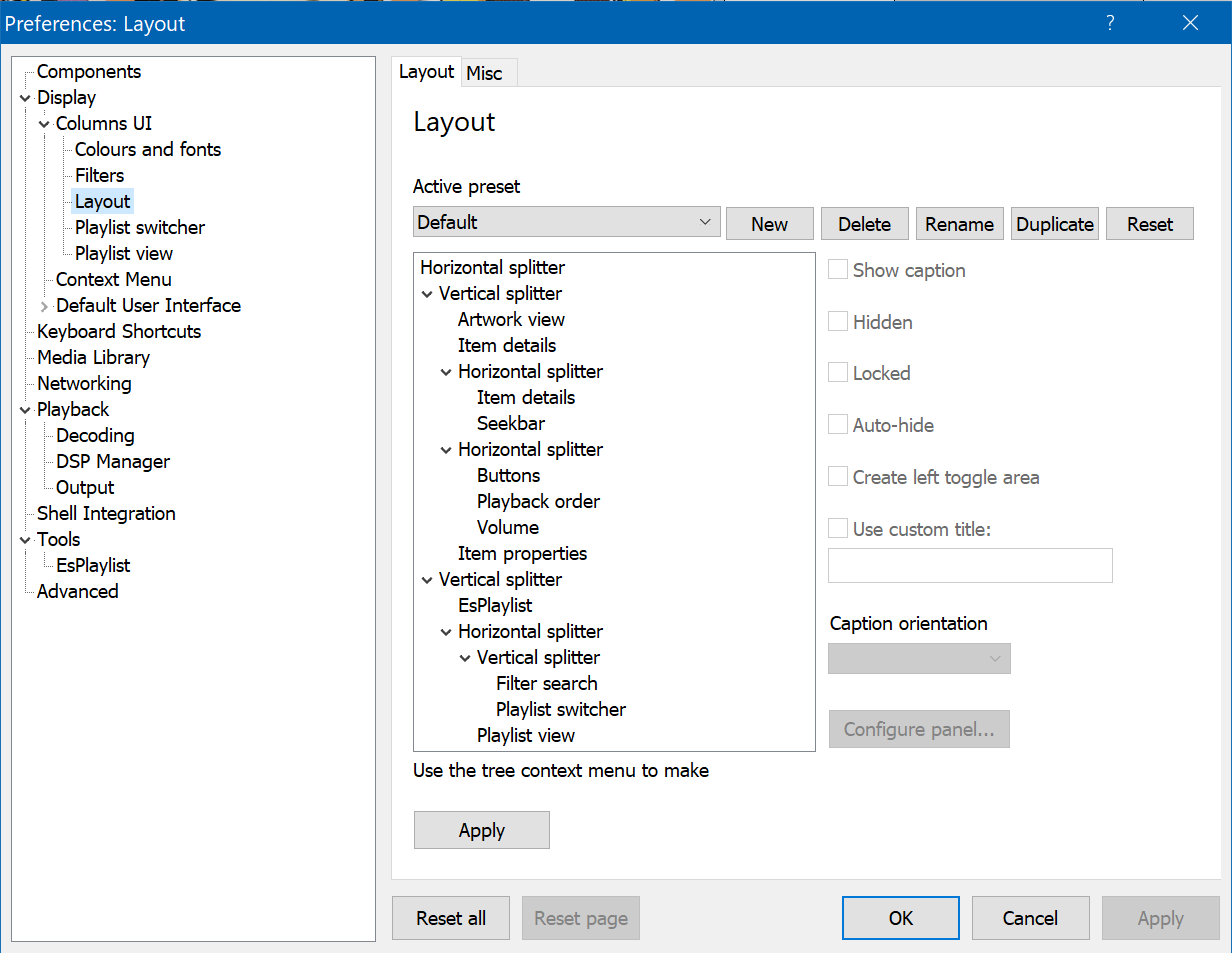 Preferences: Layout
?
Components
Display
Columns UI
Colours and fonts
Filters
Layout
Playlist switcher
Playlist view
Context Menu
Default User Interface
Keyboard Shortcuts
Media Library
Networking
Playback
Decoding
DSP Manager
Output
Shell Integration
Tools
EsPlaylist
Advanced
Layout Misc
Layout
Active preset
Default New Delete Rename Duplicate Reset
Horizontal splitter
Vertical splitter
Artwork view
Item details
Horizontal splitter
Item details
Seekbar
Horizontal splitter
Buttons
Playback order
Volume
Item properties
Vertical splitter
EsPlaylist
Horizontal splitter
Vertical splitter
Filter search
Playlist switcher
Playlist view
Show caption
Hidden
Locked
Auto-hide
Create left toggle area
Use custom title:
Caption orientation
Configure panel...
Use the tree context menu to make
Apply
Reset all Reset page OK Cancel Apply